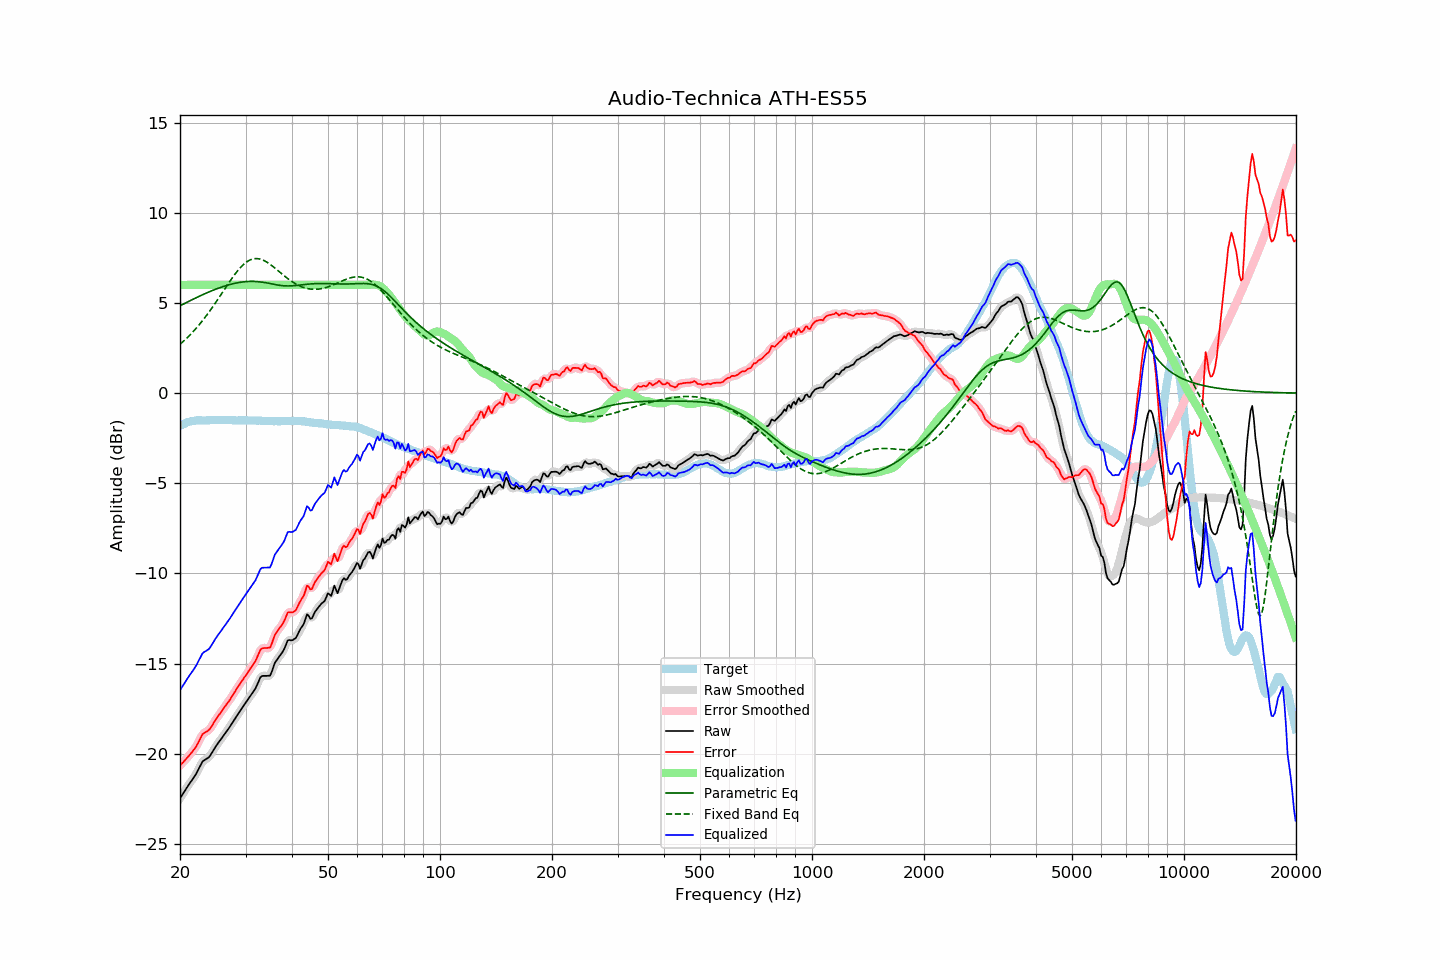 Audio-Technica ATH-ES55
Amplitude (dBr)
15
10
5
0
−5
−10
−15
−20
−25
Target
Raw Smoothed
Error Smoothed
Raw
Error
Equalization
Parametric Eq
Fixed Band Eq
Equalized
20 50 100 200 500 1000 2000 5000 10000 20000
Frequency (Hz)